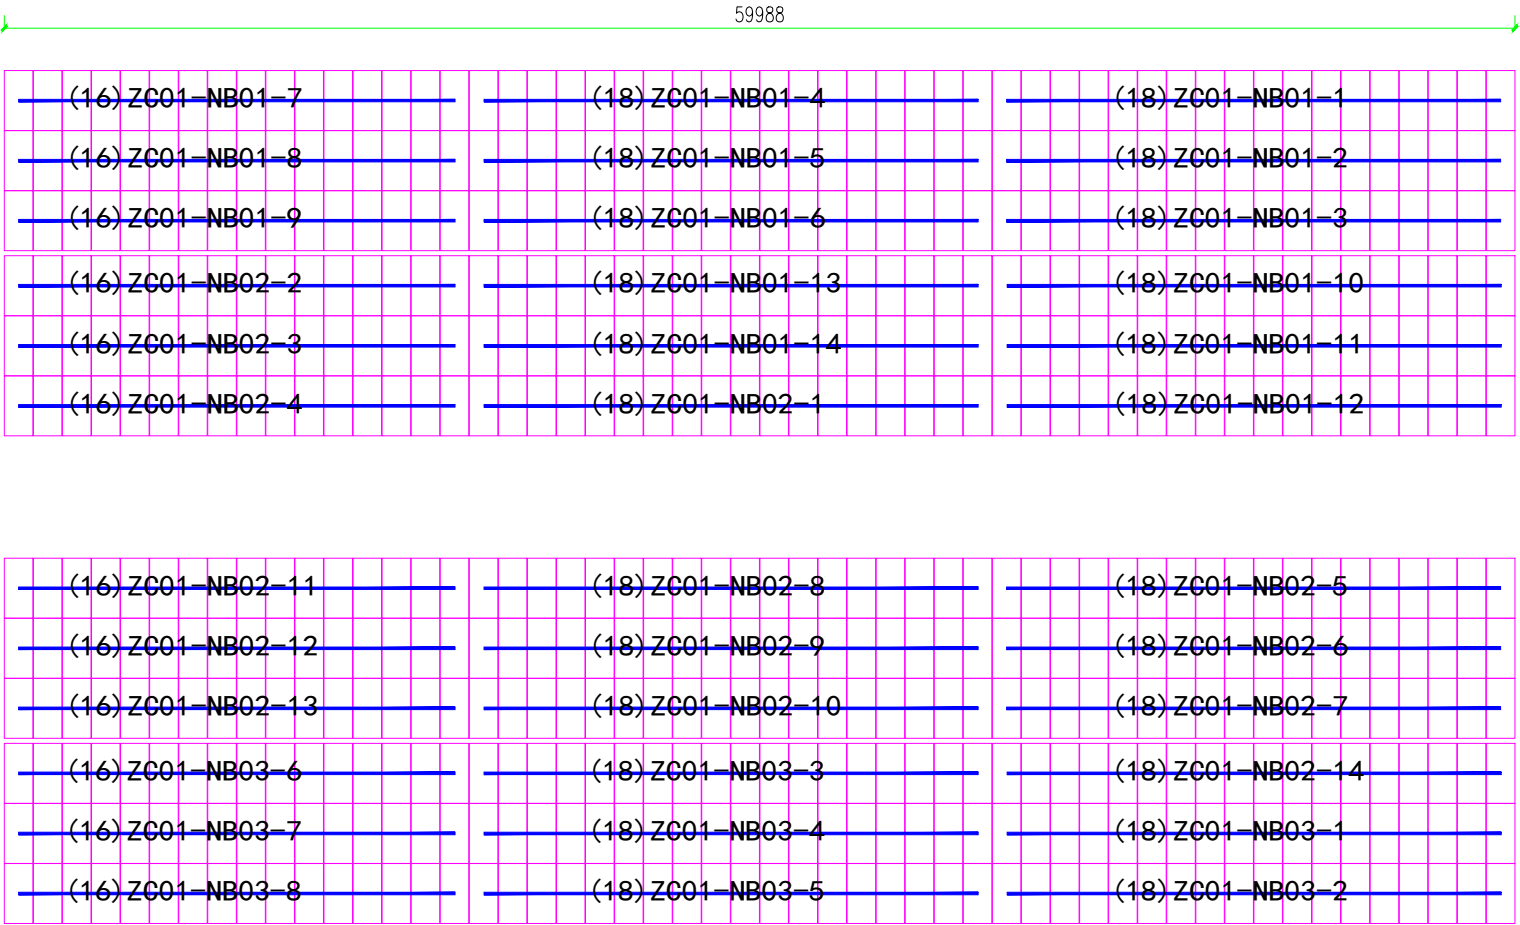 59988
(16)ZC01-NB01-7 (18)ZC01-NB01-4 (18)ZC01-NB01-1
(16)ZC01-NB01-8 (18)ZC01-NB01-5 (18)ZC01-NB01-2
(16)ZC01-NB01-9 (18)ZC01-NB01-6 (18)ZC01-NB01-3
(16)ZC01-NB02-2 (18)ZC01-NB01-13 (18)ZC01-NB01-10
(16)ZC01-NB02-3 (18)ZC01-NB01-14 (18)ZC01-NB01-11
(16)ZC01-NB02-4 (18)ZC01-NB02-1 (18)ZC01-NB01-12
(16)ZC01-NB02-11 (18)ZC01-NB02-8 (18)ZC01-NB02-5
(16)ZC01-NB02-12 (18)ZC01-NB02-9 (18)ZC01-NB02-6
(16)ZC01-NB02-13 (18)ZC01-NB02-10 (18)ZC01-NB02-7
(16)ZC01-NB03-6 (18)ZC01-NB03-3 (18)ZC01-NB02-14
(16)ZC01-NB03-7 (18)ZC01-NB03-4 (18)ZC01-NB03-1
(16)ZC01-NB03-8 (18)ZC01-NB03-5 (18)ZC01-NB03-2